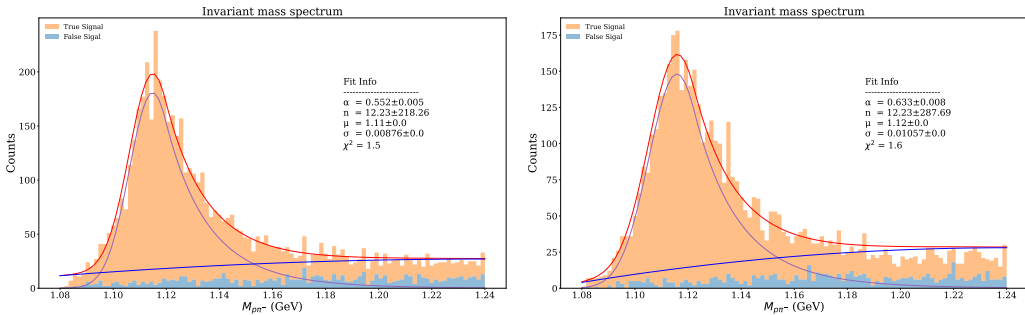 Invariant mass spectrum
True Signal
False Sigal
Fit Info
-------------------------
α = 0.552±0.005
n = 12.23±218.26
μ = 1.11±0.0
σ = 0.00876±0.0
χ² = 1.5
Counts
200
150
100
50
0
1.08 1.10 1.12 1.14 1.16 1.18 1.20 1.22 1.24
Mpπ- (GeV)
Invariant mass spectrum
True Signal
False Sigal
Fit Info
-------------------------
α = 0.633±0.008
n = 12.23±287.69
μ = 1.12±0.0
σ = 0.01057±0.0
χ² = 1.6
Counts
175
150
125
100
75
50
25
0
1.08 1.10 1.12 1.14 1.16 1.18 1.20 1.22 1.24
Mpπ- (GeV)